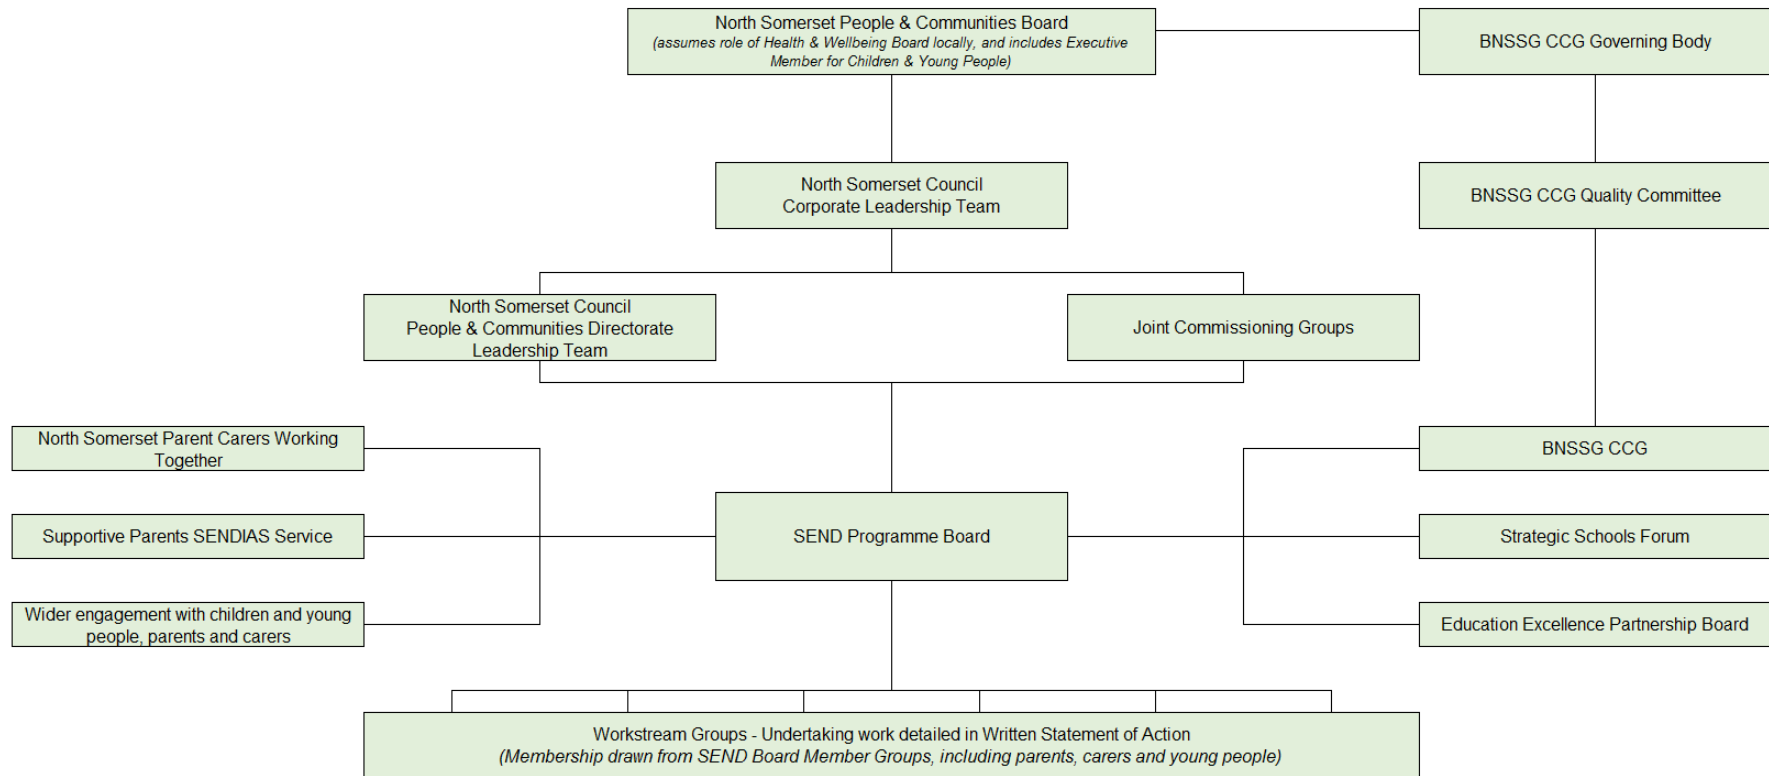 North Somerset People & Communities Board
(assumes role of Health & Wellbeing Board locally, and includes Executive
Member for Children & Young People)
BNSSG CCG Governing Body
North Somerset Council
Corporate Leadership Team
BNSSG CCG Quality Committee
North Somerset Council
People & Communities Directorate
Leadership Team
Joint Commissioning Groups
North Somerset Parent Carers Working
Together
BNSSG CCG
Supportive Parents SENDIAS Service
SEND Programme Board
Strategic Schools Forum
Wider engagement with children and young
people, parents and carers
Education Excellence Partnership Board
Workstream Groups - Undertaking work detailed in Written Statement of Action
(Membership drawn from SEND Board Member Groups, including parents, carers and young people)